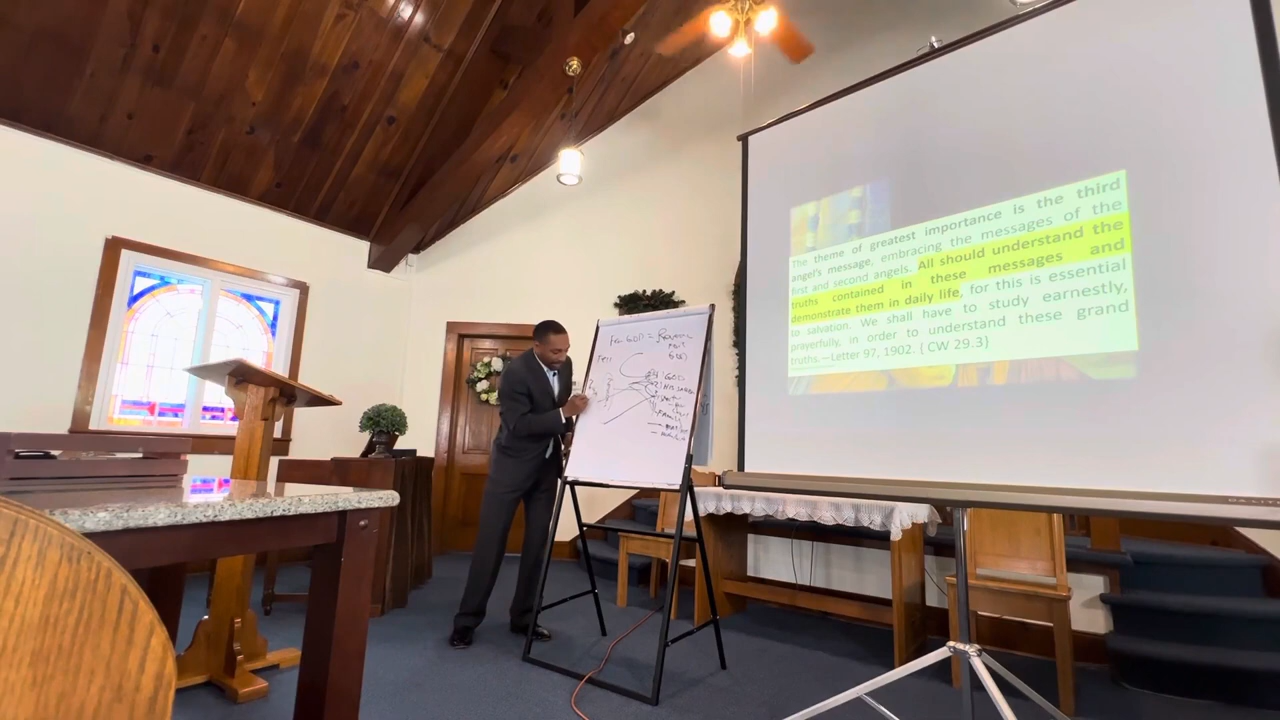 The theme of greatest importance is the third
angel's message, embracing the messages of the
first and second angels. All should understand the
truths contained in these messages and
demonstrate them in daily life, for this is essential
to salvation. We shall have to study earnestly,
prayerfully, in order to understand these grand
truths.—Letter 97, 1902. { CW 29.3}
GOD =
GOD
DA-LITE